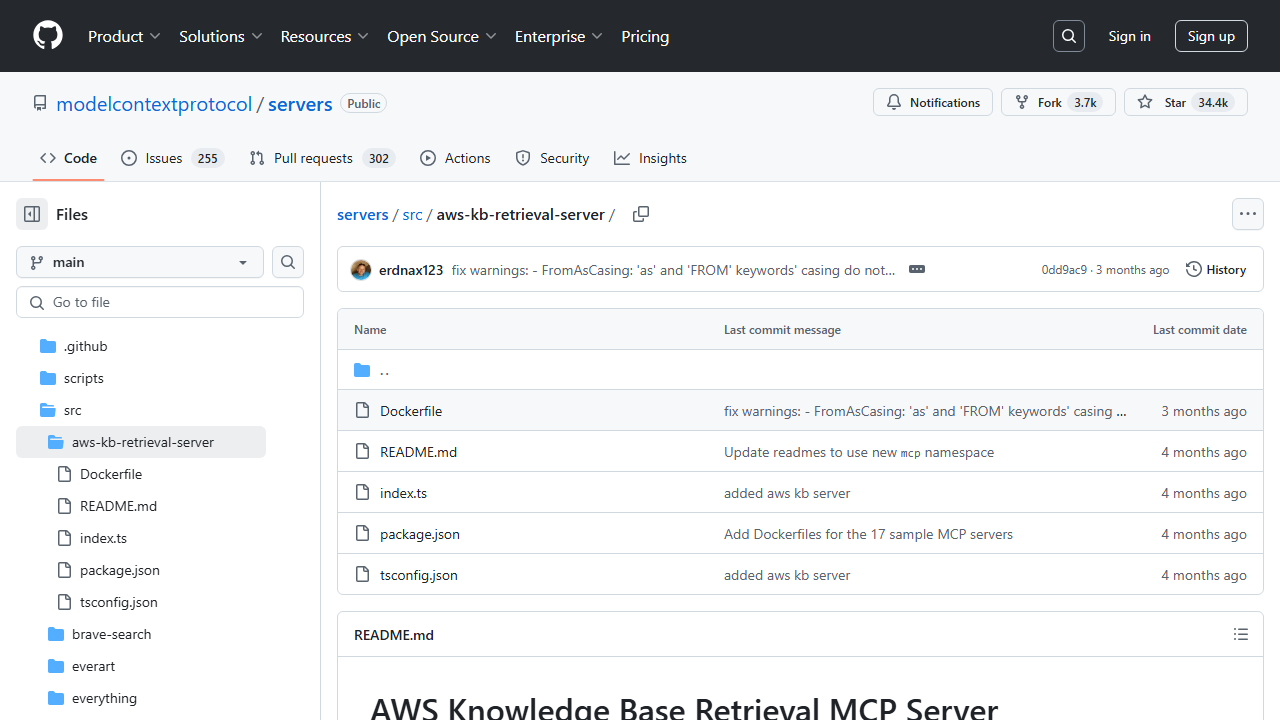 Product Solutions Resources Open Source Enterprise Pricing Sign in Sign up
modelcontextprotocol / servers Public Notifications Fork 3.7k Star 34.4k
Code Issues 255 Pull requests 302 Actions Security Insights
Files
main
Go to file
.github
scripts
src
aws-kb-retrieval-server
Dockerfile
README.md
index.ts
package.json
tsconfig.json
brave-search
everart
everything
servers / src / aws-kb-retrieval-server /
erdnax123 fix warnings: - FromAsCasing: 'as' and 'FROM' keywords' casing do not... 0dd9ac9 · 3 months ago History
Name Last commit message Last commit date
..
Dockerfile fix warnings: - FromAsCasing: 'as' and 'FROM' keywords' casing ... 3 months ago
README.md Update readmes to use new mcp namespace 4 months ago
index.ts added aws kb server 4 months ago
package.json Add Dockerfiles for the 17 sample MCP servers 4 months ago
tsconfig.json added aws kb server 4 months ago
README.md
AWS Knowledge Base Retrieval MCP Server